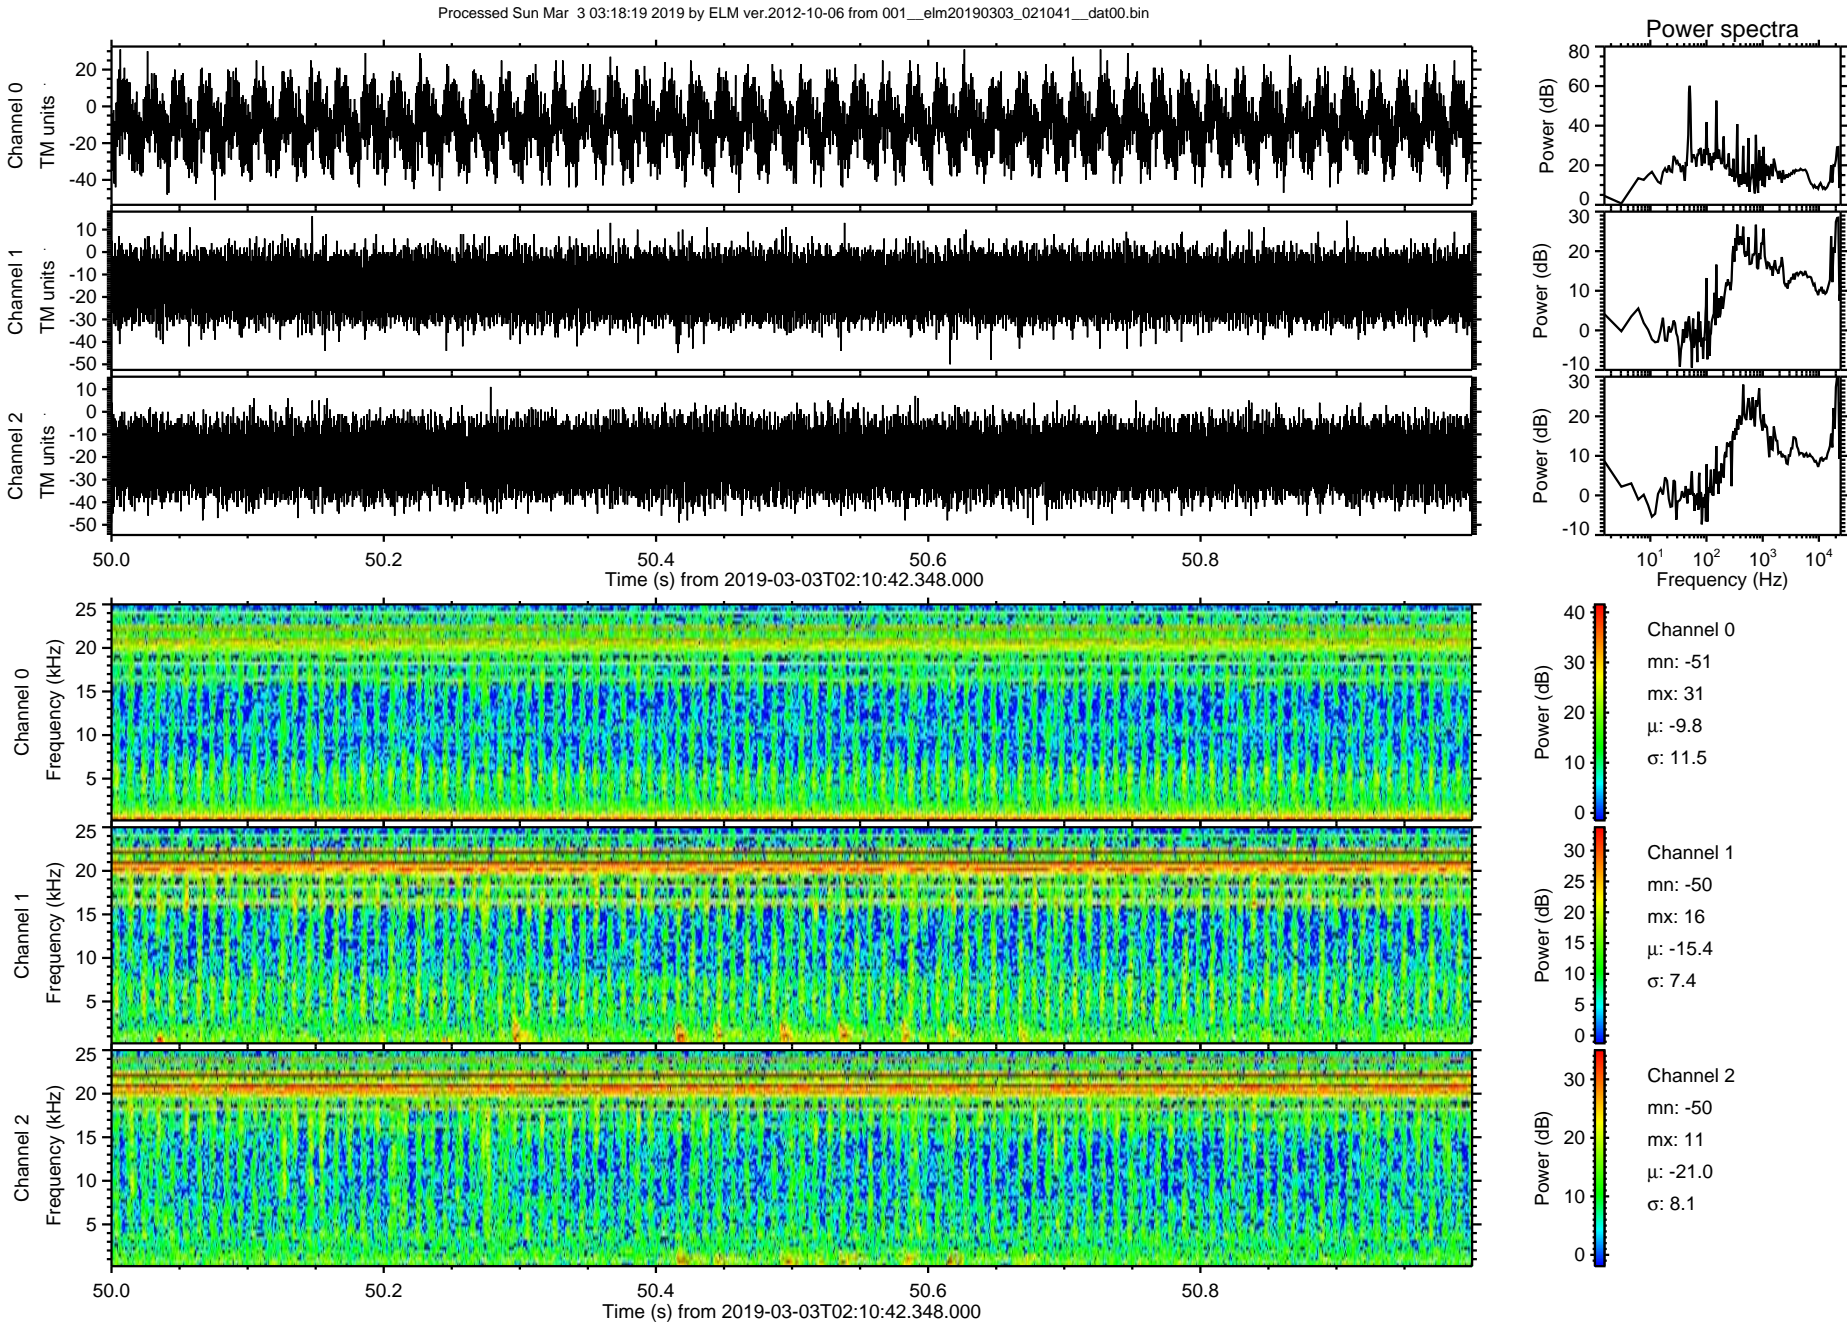 Processed Sun Mar  3 03:18:19 2019 by ELM ver.2012-10-06 from 001__elm20190303_021041__dat00.bin
Power spectra
Channel 0
TM units
20
0
-20
-40
Power (dB)
80
60
40
20
0
Channel 1
TM units
10
0
-10
-20
-30
-40
-50
Power (dB)
30
20
10
0
-10
Channel 2
TM units
10
0
-10
-20
-30
-40
-50
Power (dB)
30
20
10
0
-10
50.0 50.2 50.4 50.6 50.8
Time (s) from 2019-03-03T02:10:42.348.000
10^1 10^2 10^3 10^4
Frequency (Hz)
Channel 0
Frequency (kHz)
25
20
15
10
5
Power (dB)
40
30
20
10
0
Channel 0
mn: -51
mx: 31
μ: -9.8
σ: 11.5
Channel 1
Frequency (kHz)
25
20
15
10
5
Power (dB)
30
25
20
15
10
5
0
Channel 1
mn: -50
mx: 16
μ: -15.4
σ: 7.4
Channel 2
Frequency (kHz)
25
20
15
10
5
Power (dB)
30
20
10
0
Channel 2
mn: -50
mx: 11
μ: -21.0
σ: 8.1
50.0 50.2 50.4 50.6 50.8
Time (s) from 2019-03-03T02:10:42.348.000